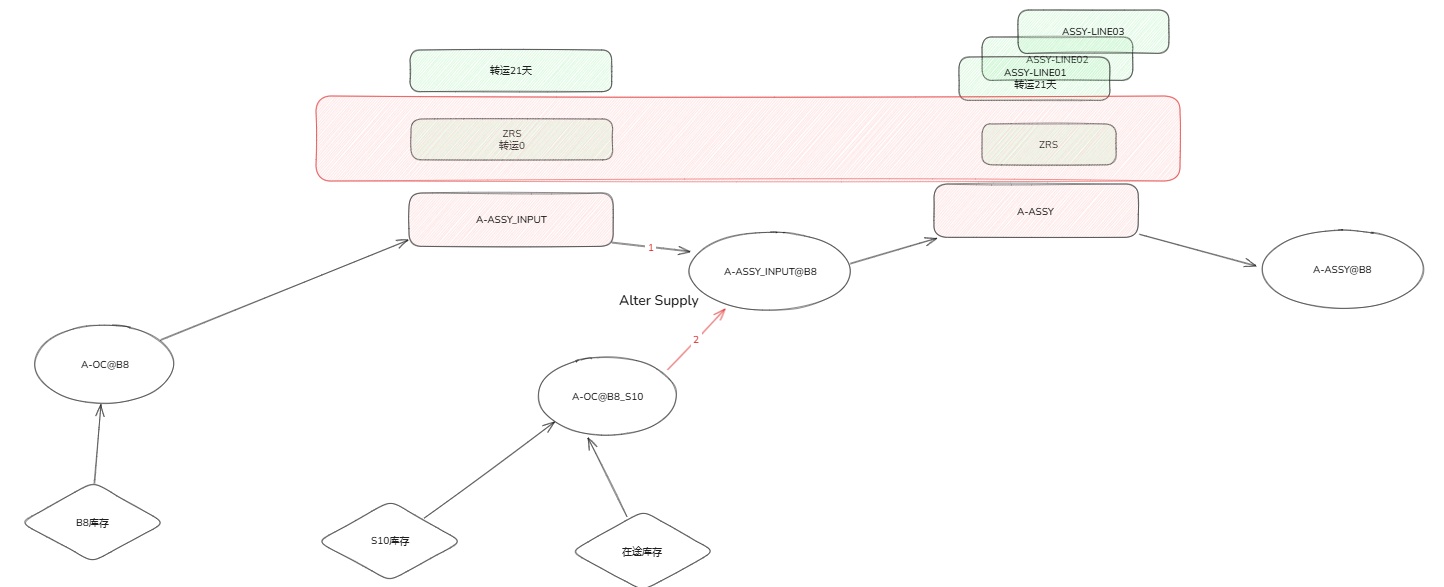 ASSY-LINE03
ASSY-LINE02
ASSY-LINE01
转运21天
转运21天
ZRS
转运0
ZRS
A-ASSY_INPUT
A-ASSY
1
A-ASSY_INPUT@B8
A-ASSY@B8
Alter Supply
2
A-OC@B8
A-OC@B8_S10
B8库存
S10库存
在途库存